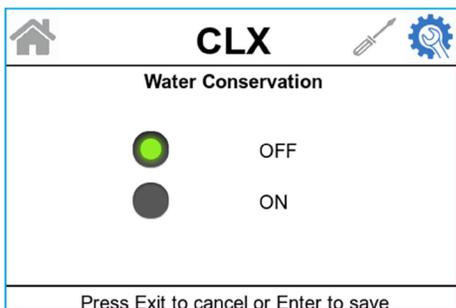 CLX
Water Conservation
OFF
ON
Press Exit to cancel or Enter to save